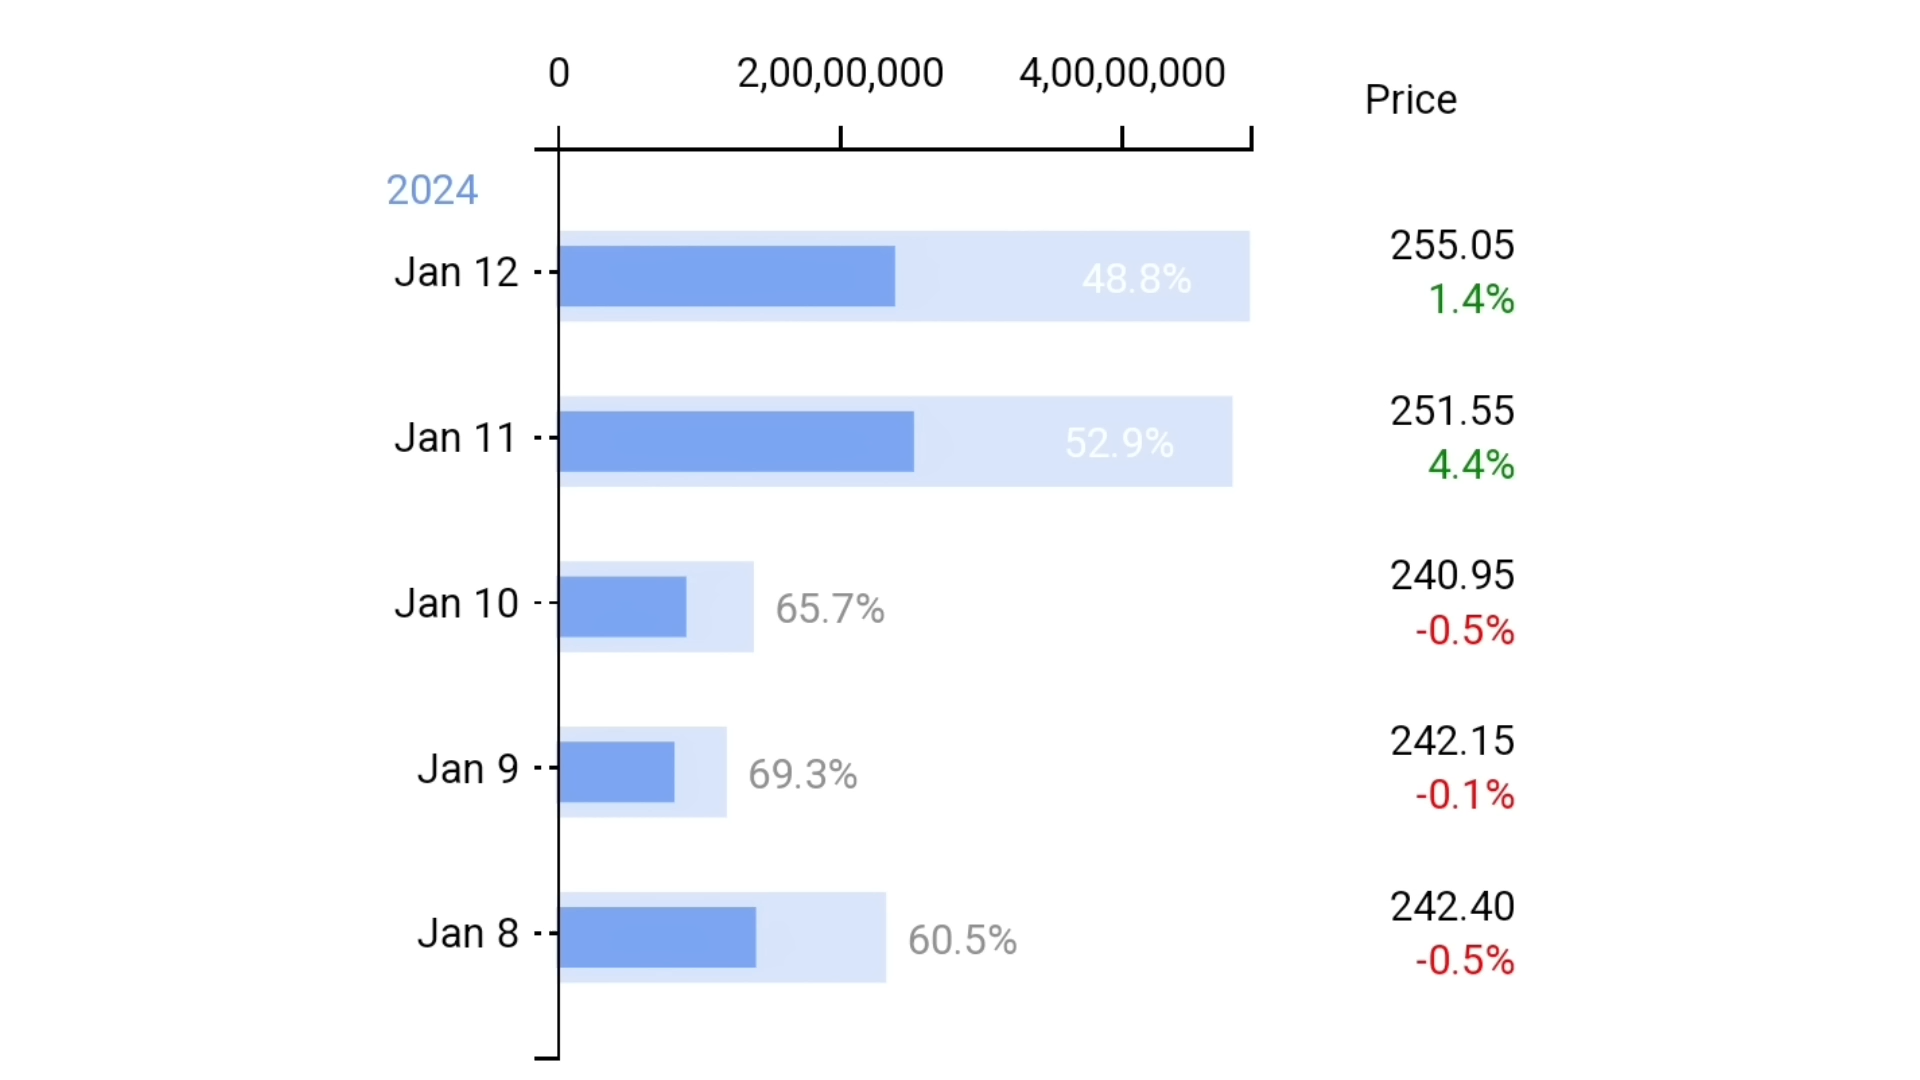 0 2,00,00,000 4,00,00,000
Price
2024
Jan 12 48.8% 255.05
1.4%
Jan 11 52.9% 251.55
4.4%
Jan 10 65.7% 240.95
-0.5%
Jan 9 69.3% 242.15
-0.1%
Jan 8 60.5% 242.40
-0.5%